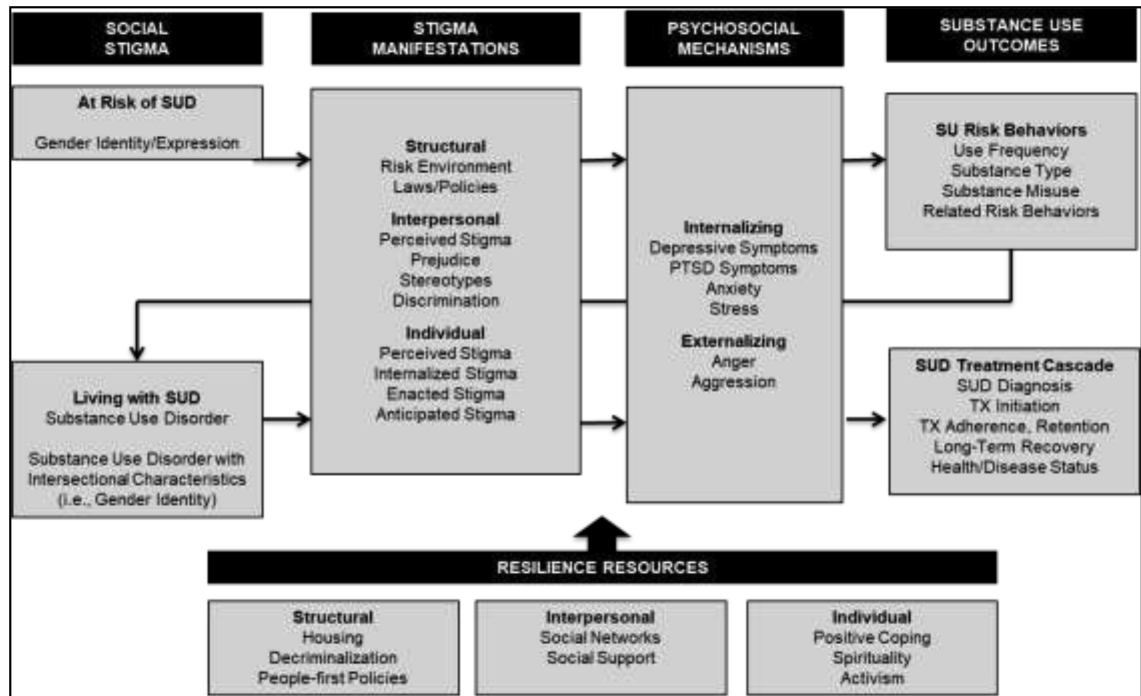 SOCIAL
STIGMA
STIGMA
MANIFESTATIONS
PSYCHOSOCIAL
MECHANISMS
SUBSTANCE USE
OUTCOMES
At Risk of SUD
Gender Identity/Expression
Living with SUD
Substance Use Disorder
Substance Use Disorder with
Intersectional Characteristics
(i.e., Gender Identity)
Structural
Risk Environment
Laws/Policies
Interpersonal
Perceived Stigma
Prejudice
Stereotypes
Discrimination
Individual
Perceived Stigma
Internalized Stigma
Enacted Stigma
Anticipated Stigma
Internalizing
Depressive Symptoms
PTSD Symptoms
Anxiety
Stress
Externalizing
Anger
Aggression
SU Risk Behaviors
Use Frequency
Substance Type
Substance Misuse
Related Risk Behaviors
SUD Treatment Cascade
SUD Diagnosis
TX Initiation
TX Adherence, Retention
Long-Term Recovery
Health/Disease Status
RESILIENCE RESOURCES
Structural
Housing
Decriminalization
People-first Policies
Interpersonal
Social Networks
Social Support
Individual
Positive Coping
Spirituality
Activism